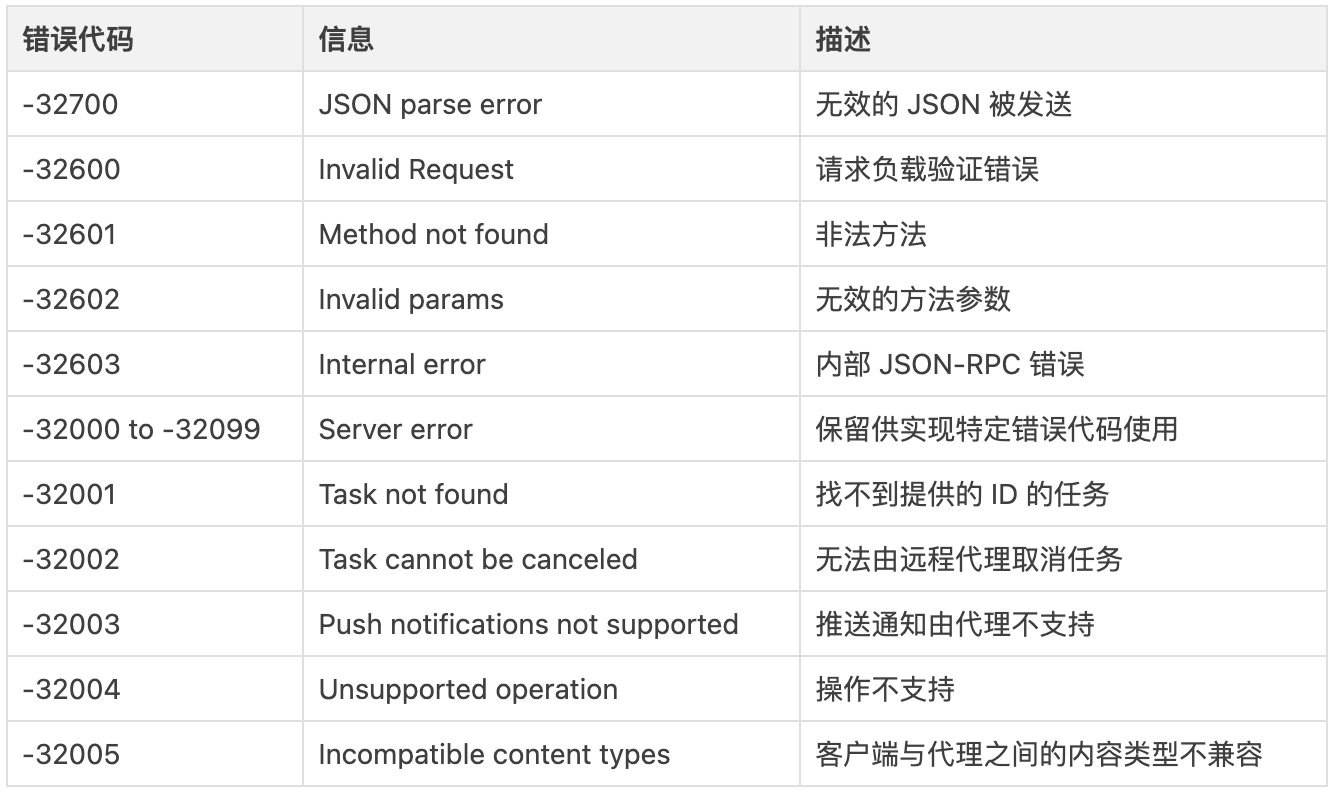 错误代码 信息 描述
-32700 JSON parse error 无效的 JSON 被发送
-32600 Invalid Request 请求负载验证错误
-32601 Method not found 非法方法
-32602 Invalid params 无效的方法参数
-32603 Internal error 内部 JSON-RPC 错误
-32000 to -32099 Server error 保留供实现特定错误代码使用
-32001 Task not found 找不到提供的 ID 的任务
-32002 Task cannot be canceled 无法由远程代理取消任务
-32003 Push notifications not supported 推送通知由代理不支持
-32004 Unsupported operation 操作不支持
-32005 Incompatible content types 客户端与代理之间的内容类型不兼容